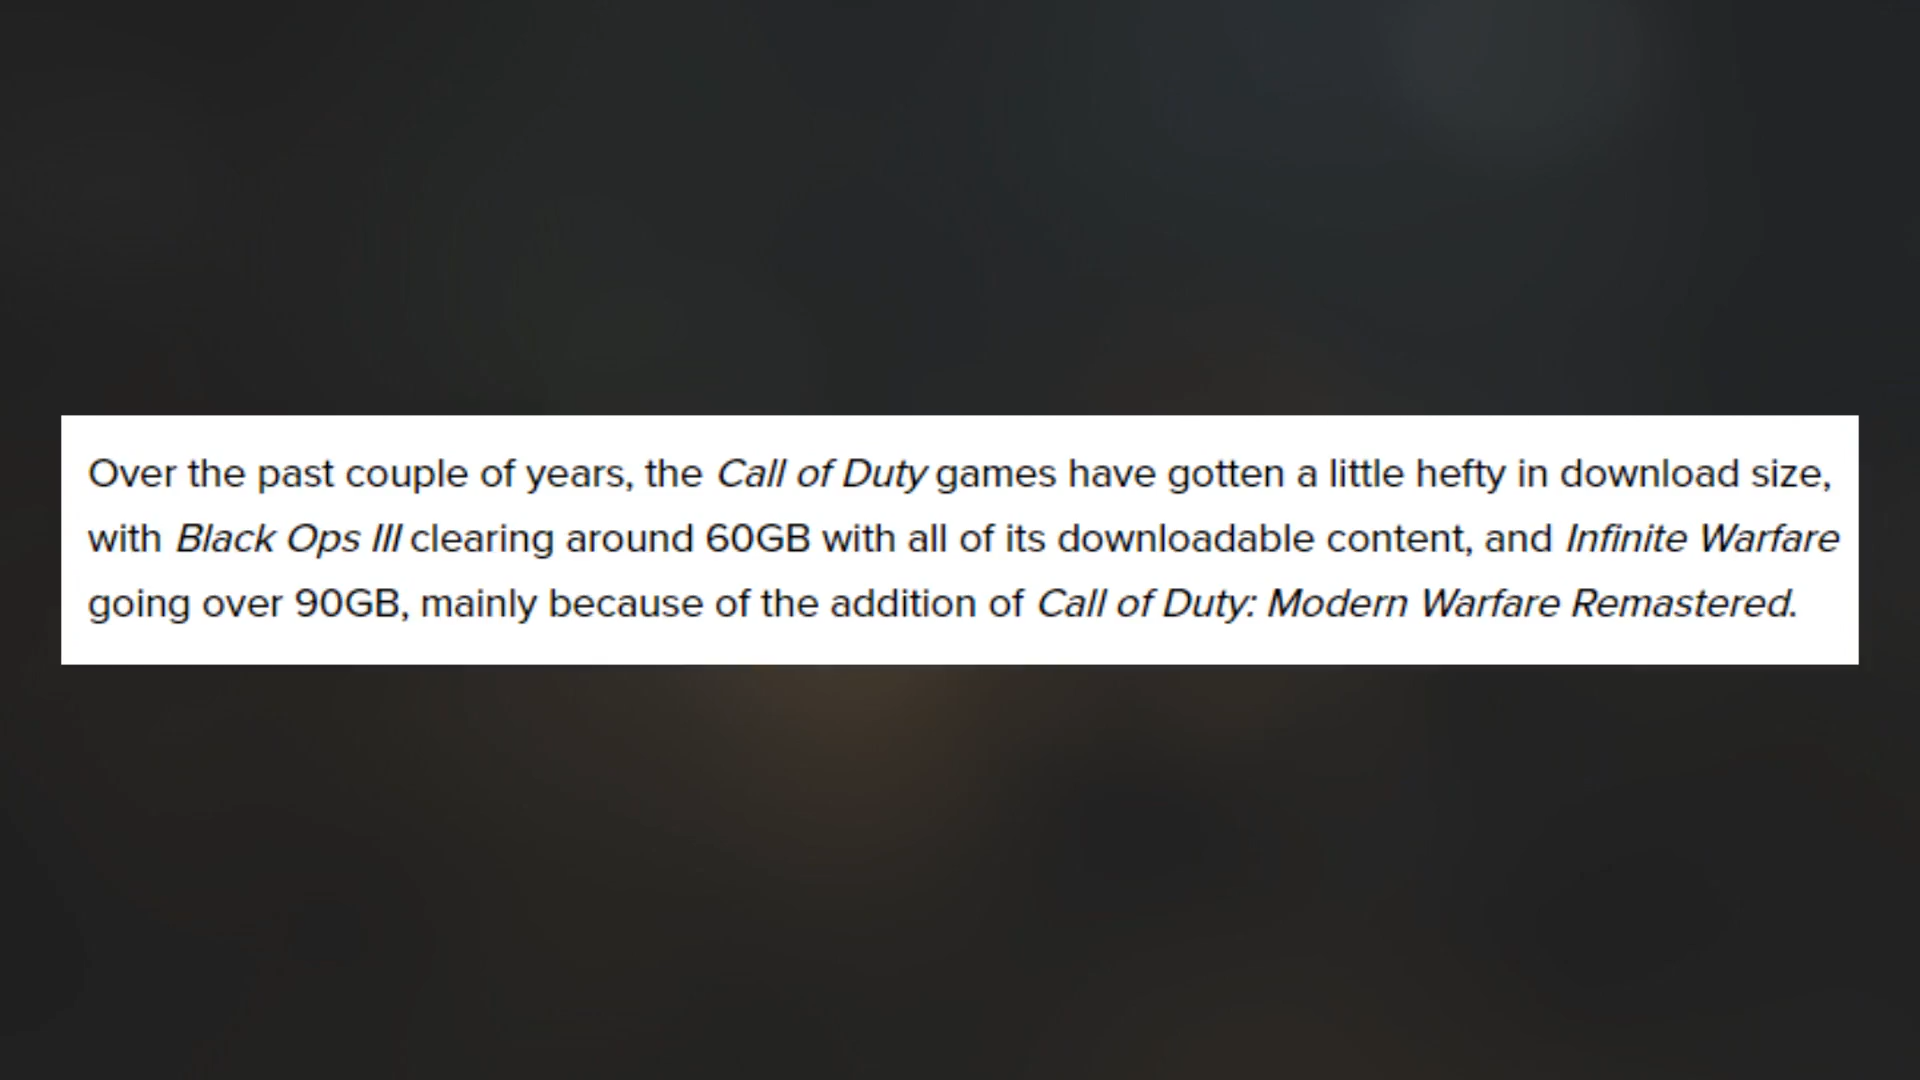 Over the past couple of years, the Call of Duty games have gotten a little hefty in download size,
with Black Ops III clearing around 60GB with all of its downloadable content, and Infinite Warfare
going over 90GB, mainly because of the addition of Call of Duty: Modern Warfare Remastered.